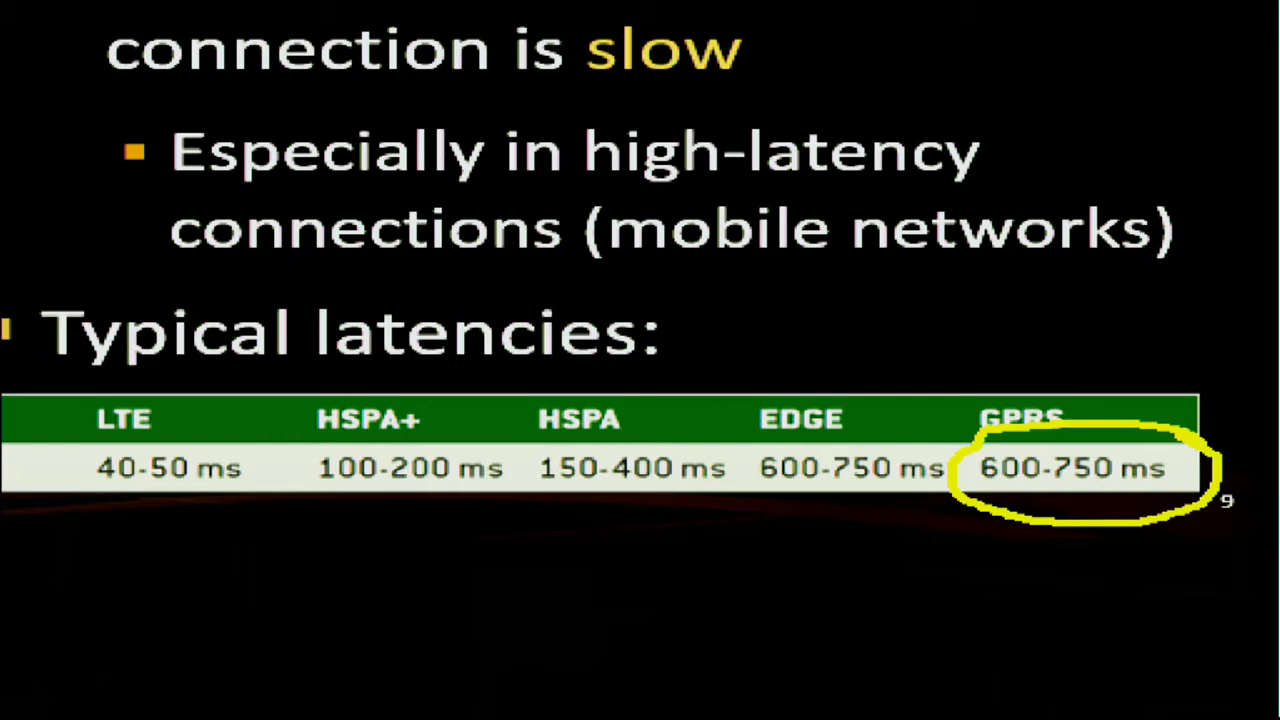 connection is slow
Especially in high-latency
connections (mobile networks)
Typical latencies:
LTE HSPA+ HSPA EDGE GPRS
40-50 ms 100-200 ms 150-400 ms 600-750 ms 600-750 ms
9